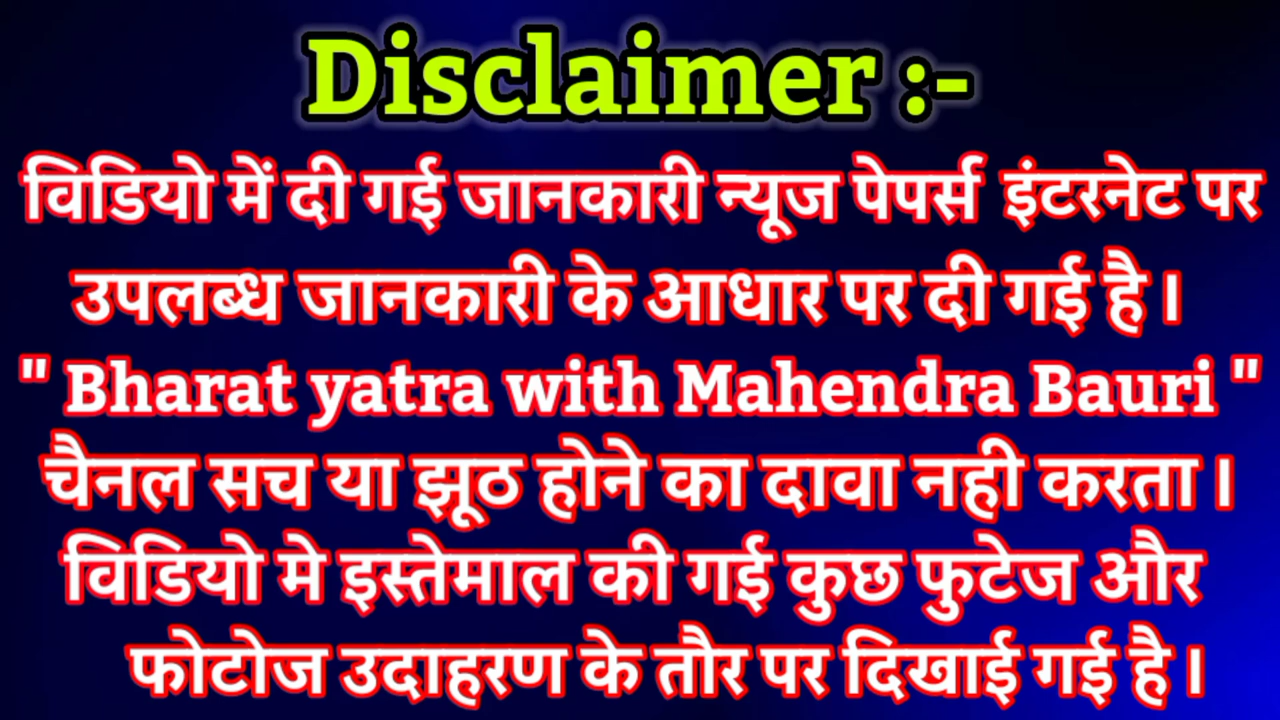 Disclaimer :-
विडियो में दी गई जानकारी न्यूज पेपर्स इंटरनेट पर
उपलब्ध जानकारी के आधार पर दी गई है ।
" Bharat yatra with Mahendra Bauri "
चैनल सच या झूठ होने का दावा नही करता ।
विडियो मे इस्तेमाल की गई कुछ फुटेज और
फोटोज उदाहरण के तौर पर दिखाई गई है ।